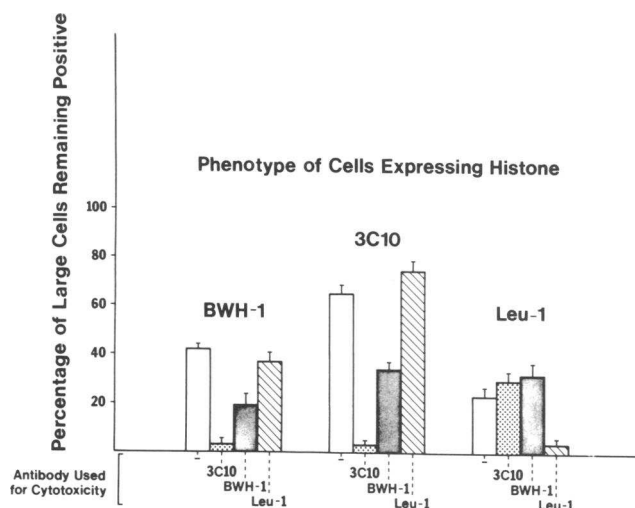 Percentage of Large Cells Remaining Positive
Phenotype of Cells Expressing Histone
100
80
60
40
20
BWH-1
3C10
Leu-1
Antibody Used
for Cytotoxicity
- 3C10 BWH-1 Leu-1
- 3C10 BWH-1 Leu-1
- 3C10 BWH-1 Leu-1